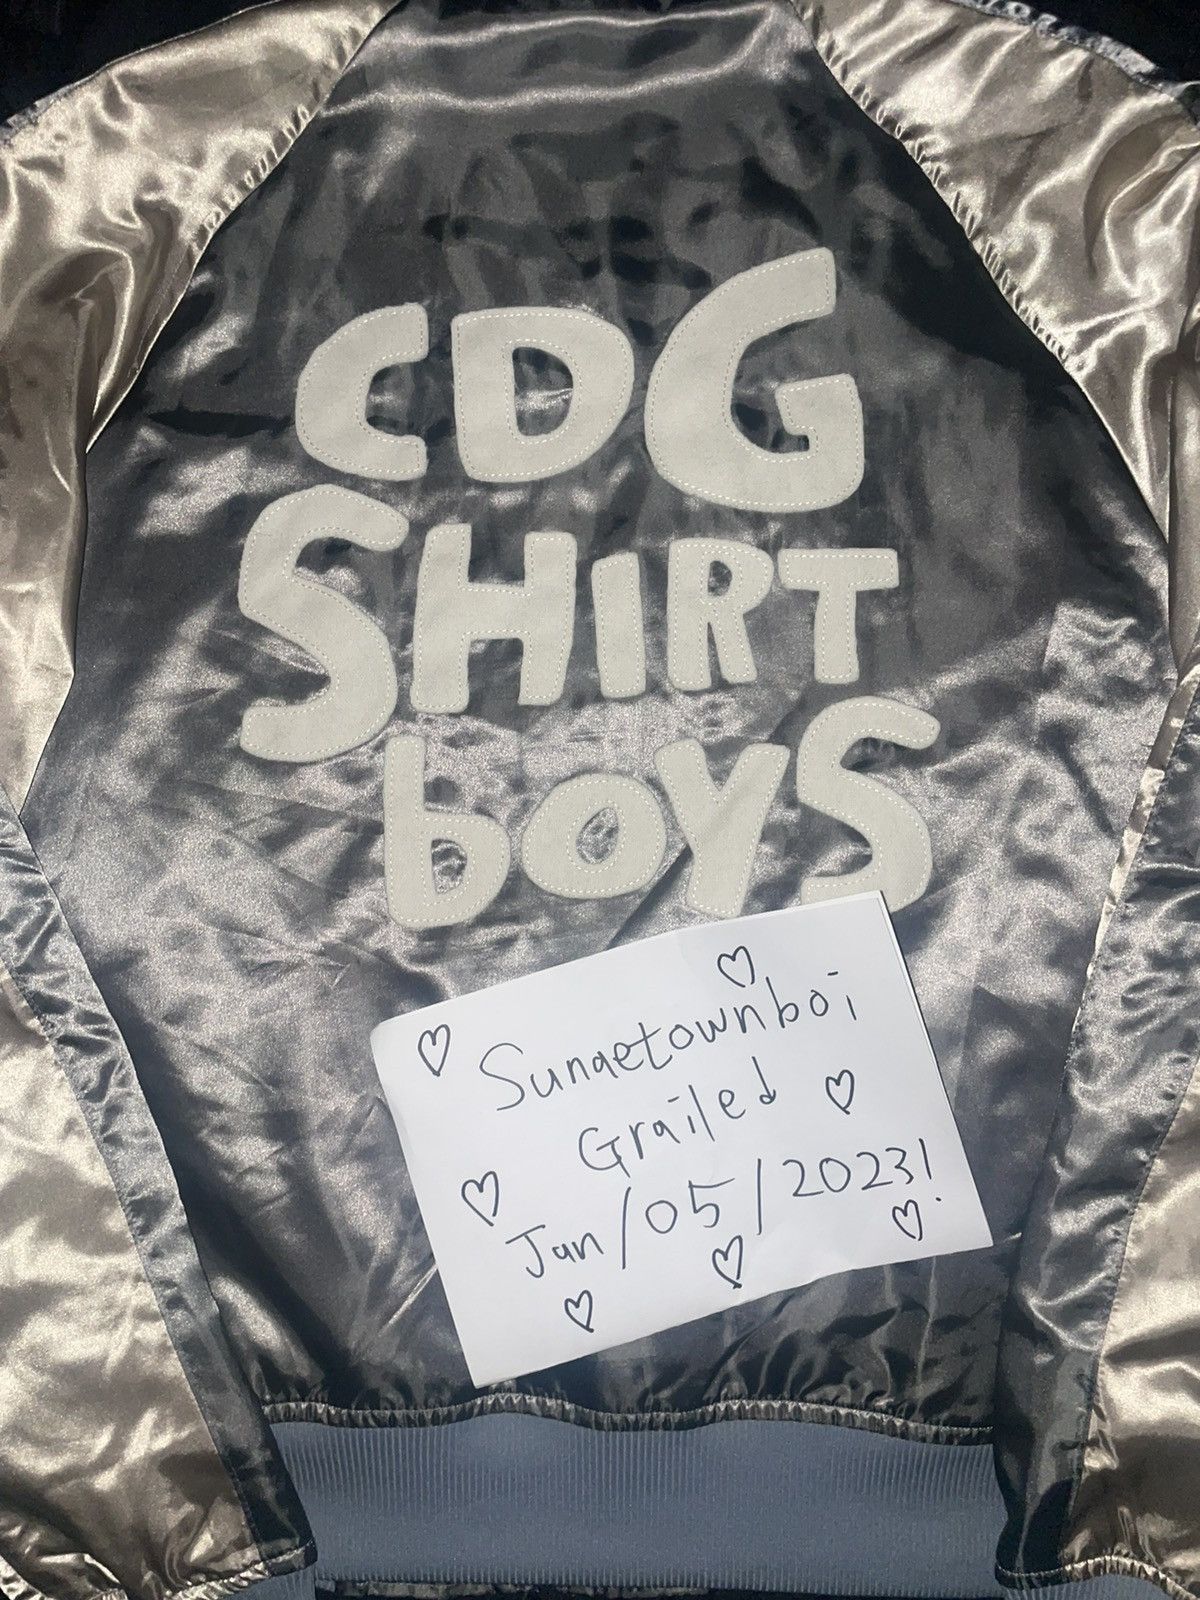 CDG
SHIRT
boYS
Sunaetownboi
Grailed
Jan/05/2023!